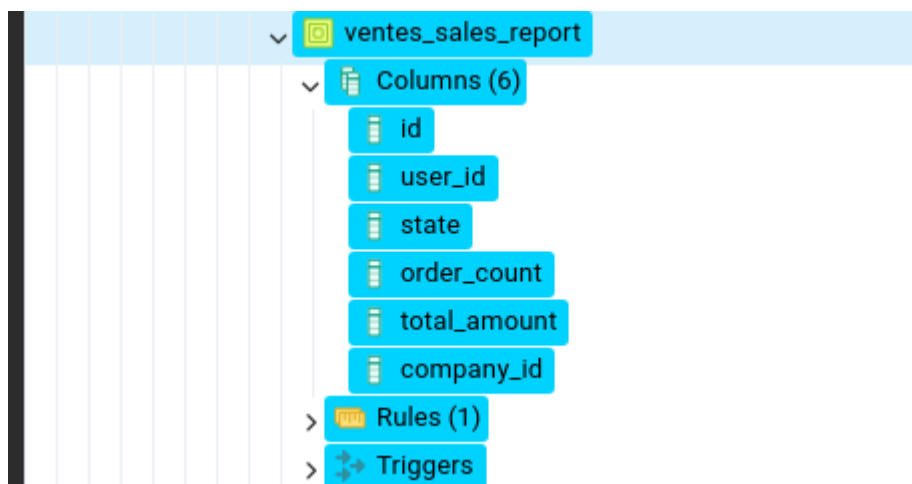 ventes_sales_report
Columns (6)
id
user_id
state
order_count
total_amount
company_id
Rules (1)
Triggers